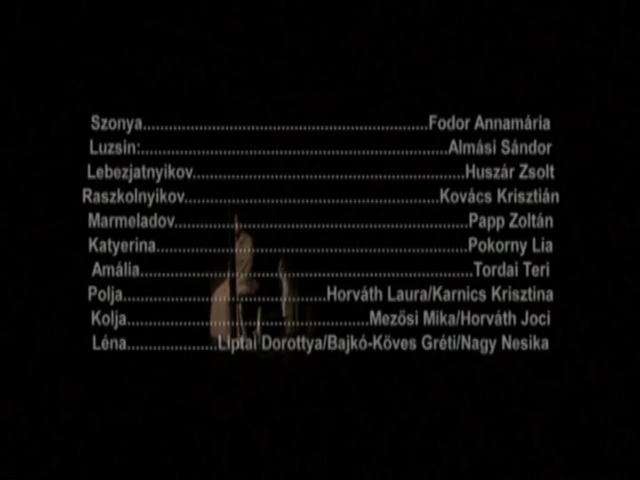 Szonya................................................................Fodor Annamária
Luzsin:.....................................................................Almási Sándor
Lebezjatnyikov.............................................................Huszár Zsolt
Raszkolnyikov.........................................................Kovács Krisztián
Marmeladov..................................................................Papp Zoltán
Katyerina.....................................................................Pokorny Lia
Amália..........................................................................Tordai Teri
Polja.............................................Horváth Laura/Karnics Krisztina
Kolja......................................................Mezősi Mika/Horváth Joci
Léna....................Liptai Dorottya/Bajkó-Köves Gréti/Nagy Nesika